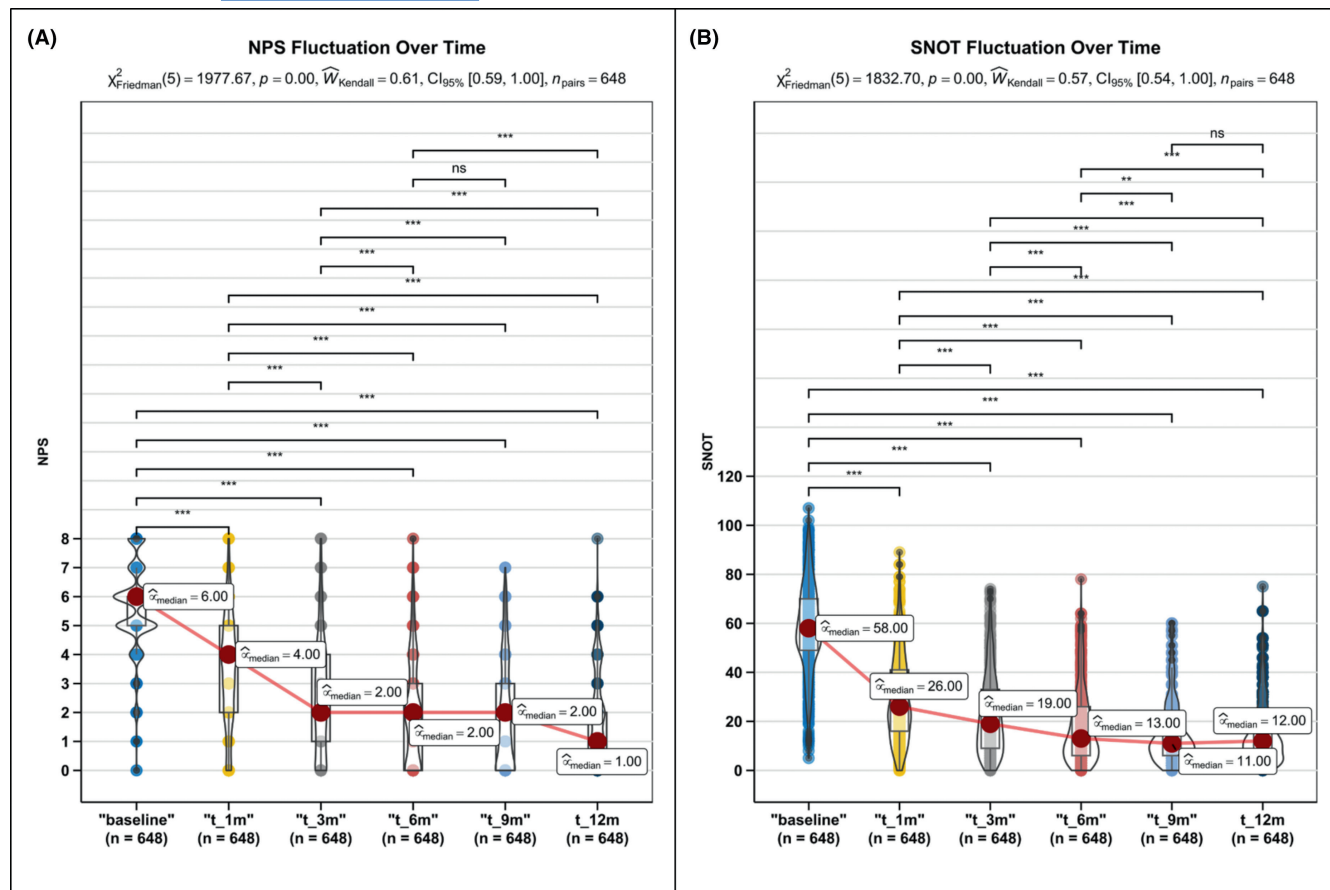 (A)
NPS Fluctuation Over Time
χ²Friedman(5) = 1977.67, p = 0.00, ŴKendall = 0.61, CI95% [0.59, 1.00], npairs = 648
***
ns
***
***
***
***
***
***
***
***
***
***
***
***
NPS
8
7
6
5
4
3
2
1
0
μ̂median = 6.00
μ̂median = 4.00
μ̂median = 2.00
μ̂median = 2.00
μ̂median = 2.00
μ̂median = 1.00
"baseline"
(n = 648)
"t_1m"
(n = 648)
"t_3m"
(n = 648)
"t_6m"
(n = 648)
"t_9m"
(n = 648)
t_12m
(n = 648)
(B)
SNOT Fluctuation Over Time
χ²Friedman(5) = 1832.70, p = 0.00, ŴKendall = 0.57, CI95% [0.54, 1.00], npairs = 648
ns
***
**
***
***
***
***
***
***
***
***
***
***
***
***
SNOT
120
100
80
60
40
20
0
μ̂median = 58.00
μ̂median = 26.00
μ̂median = 19.00
μ̂median = 13.00
μ̂median = 11.00
μ̂median = 12.00
"baseline"
(n = 648)
"t_1m"
(n = 648)
"t_3m"
(n = 648)
"t_6m"
(n = 648)
"t_9m"
(n = 648)
t_12m
(n = 648)